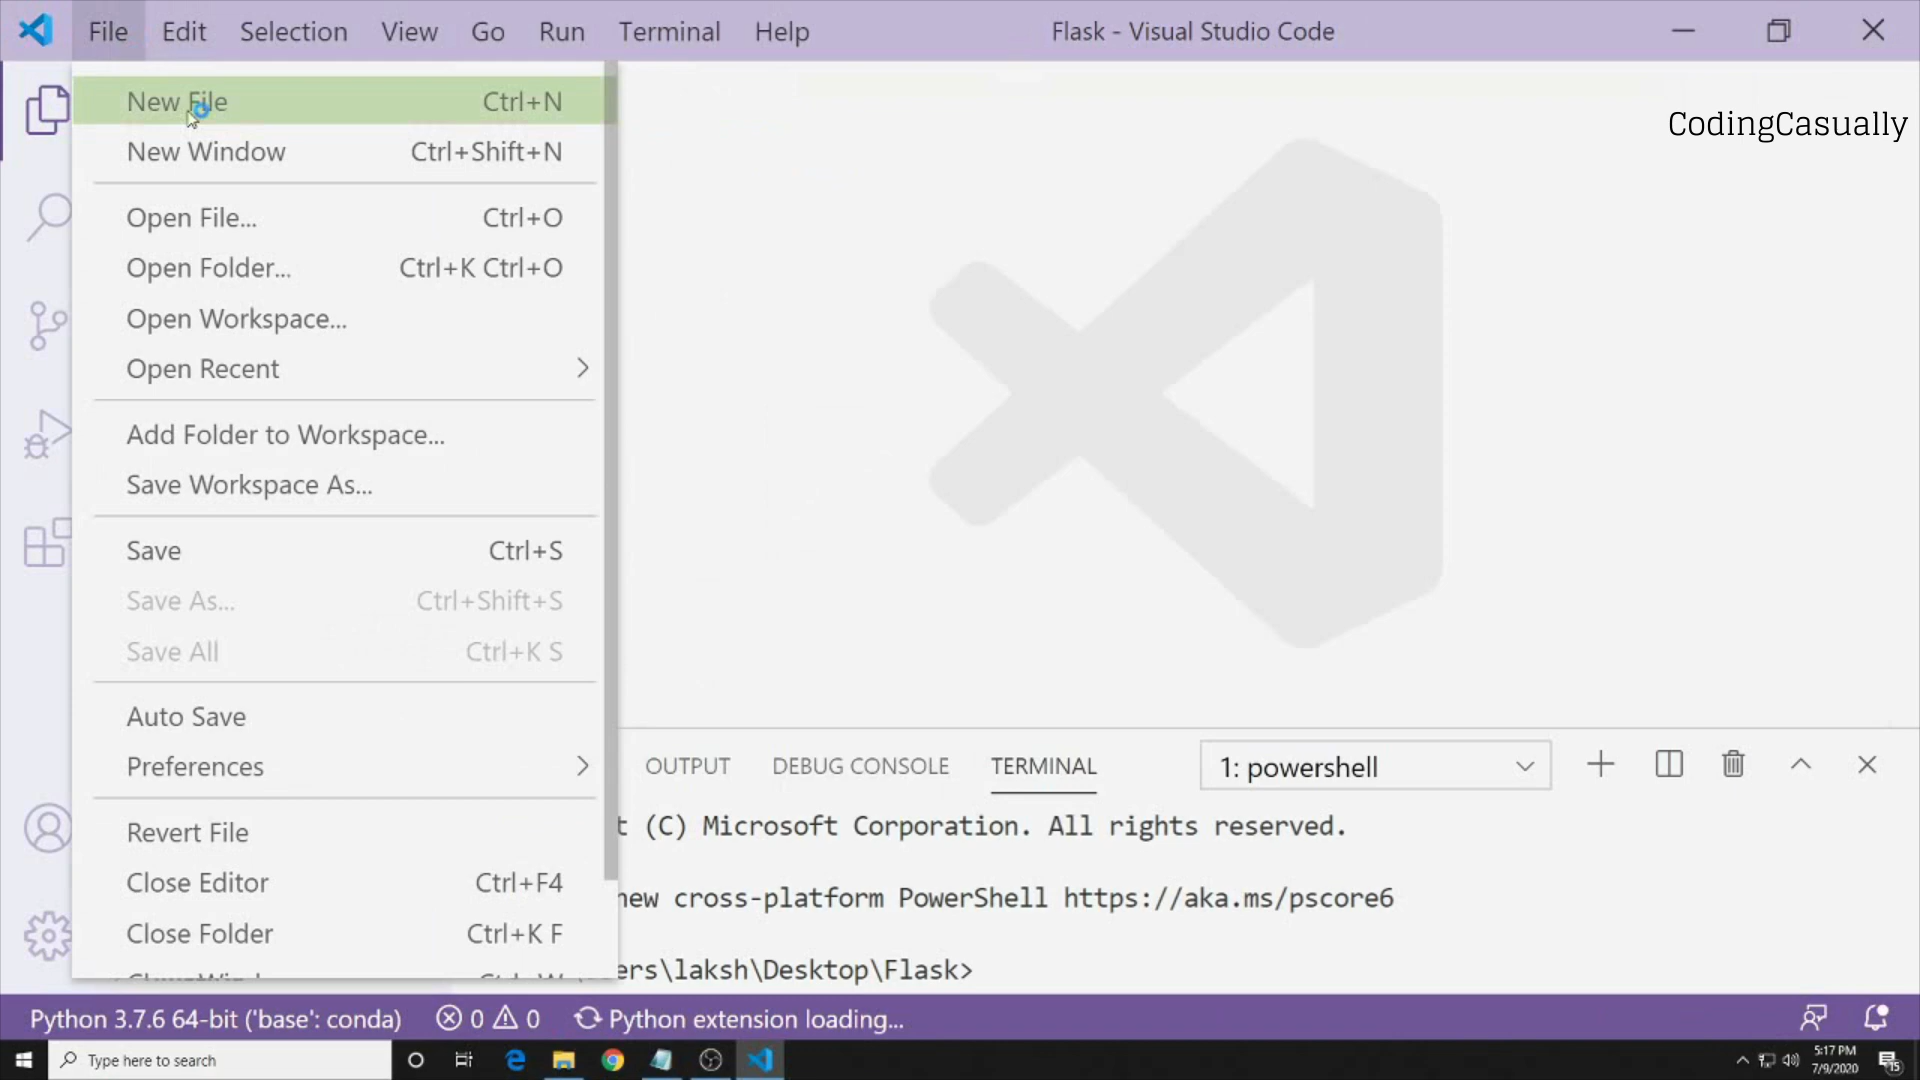 File Edit Selection View Go Run Terminal Help Flask - Visual Studio Code
CodingCasually
New File Ctrl+N
New Window Ctrl+Shift+N
Open File... Ctrl+O
Open Folder... Ctrl+K Ctrl+O
Open Workspace...
Open Recent
Add Folder to Workspace...
Save Workspace As...
Save Ctrl+S
Save As... Ctrl+Shift+S
Save All Ctrl+K S
Auto Save
Preferences
Revert File
Close Editor Ctrl+F4
Close Folder Ctrl+K F
OUTPUT DEBUG CONSOLE TERMINAL 1: powershell
t (C) Microsoft Corporation. All rights reserved.
new cross-platform PowerShell https://aka.ms/pscore6
ers\laksh\Desktop\Flask>
Python 3.7.6 64-bit ('base': conda) 0 0 Python extension loading...
Type here to search
5:17 PM
7/9/2020
15